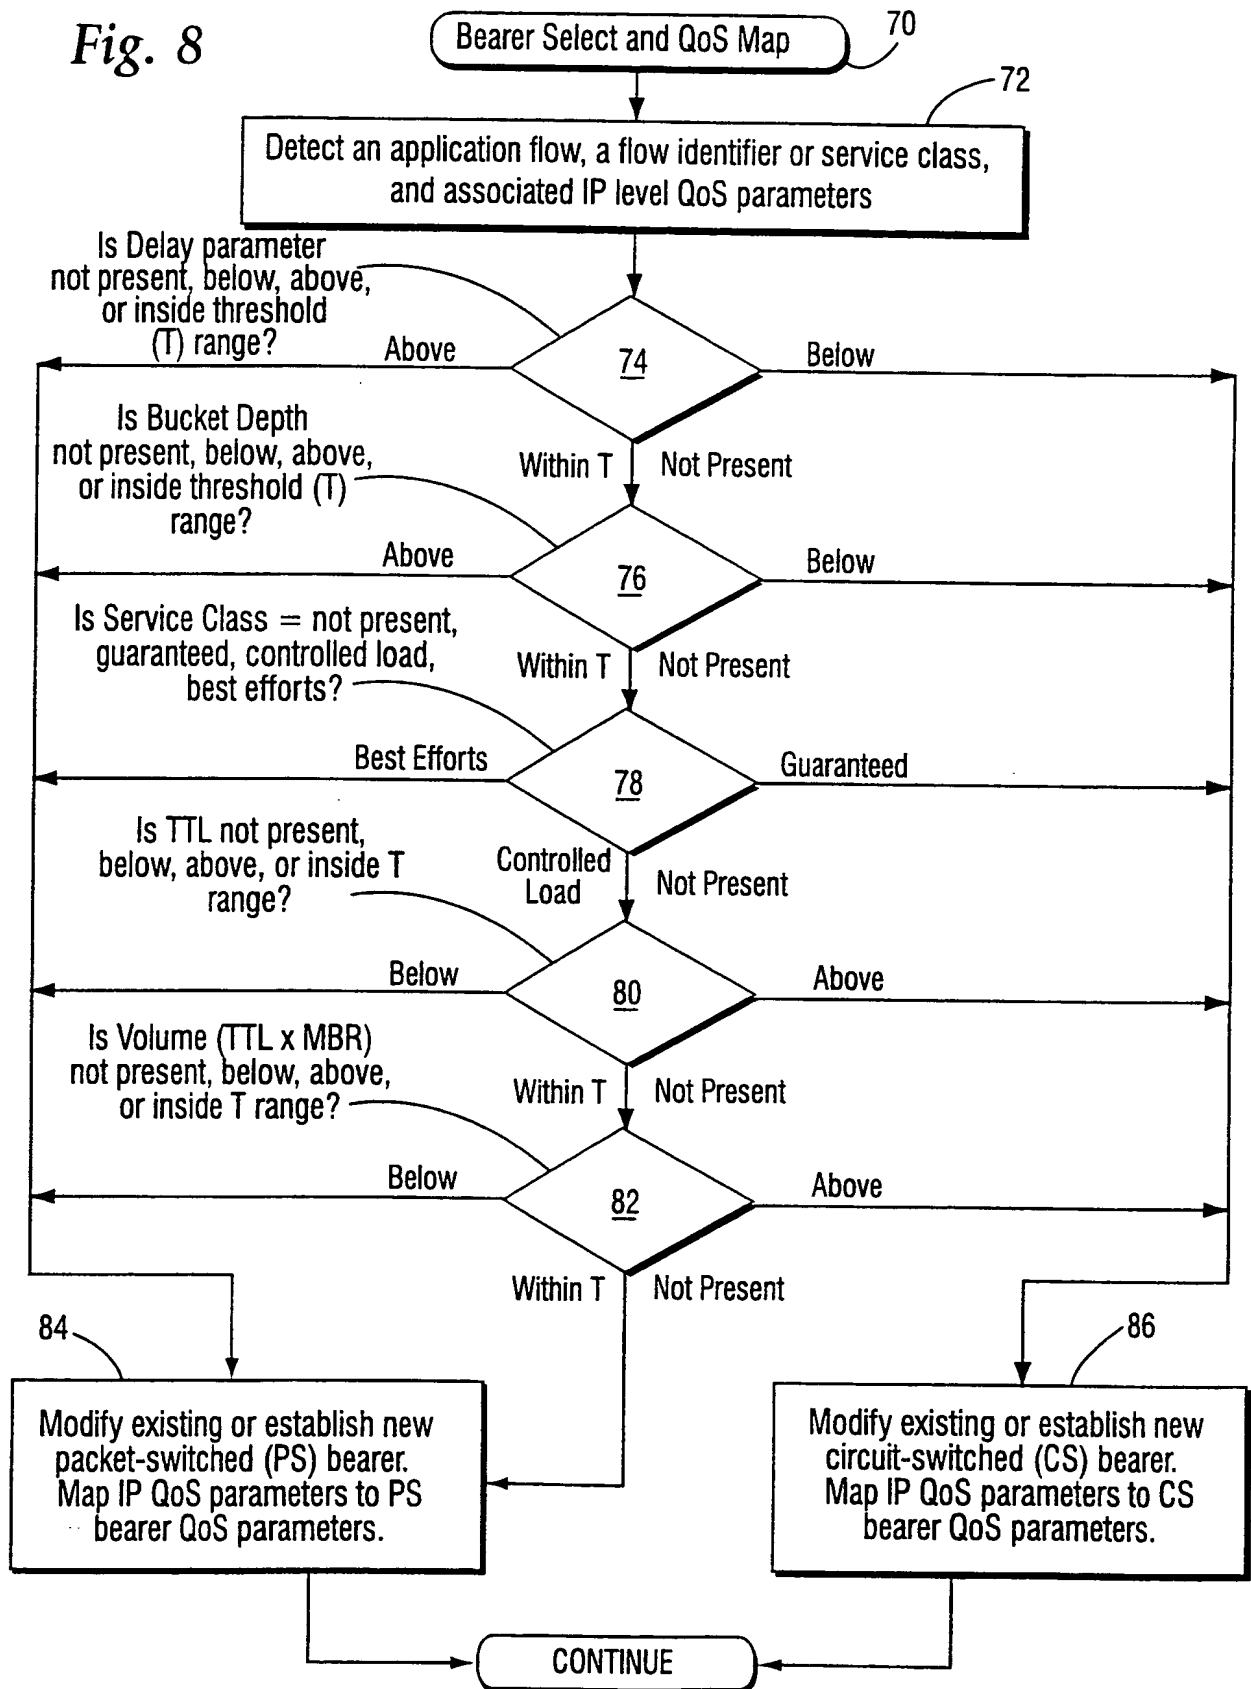 Fig. 8
Bearer Select and QoS Map
70
72
Detect an application flow, a flow identifier or service class,
and associated IP level QoS parameters
Is Delay parameter
not present, below, above,
or inside threshold
(T) range?
Above
74
Below
Within T
Not Present
Is Bucket Depth
not present, below, above,
or inside threshold (T)
range?
Above
76
Below
Within T
Not Present
Is Service Class = not present,
guaranteed, controlled load,
best efforts?
Best Efforts
78
Guaranteed
Controlled
Load
Not Present
Is TTL not present,
below, above, or inside T
range?
Below
80
Above
Within T
Not Present
Is Volume (TTL x MBR)
not present, below, above,
or inside T range?
Below
82
Above
Within T
Not Present
84
Modify existing or establish new
packet-switched (PS) bearer.
Map IP QoS parameters to PS
bearer QoS parameters.
86
Modify existing or establish new
circuit-switched (CS) bearer.
Map IP QoS parameters to CS
bearer QoS parameters.
CONTINUE